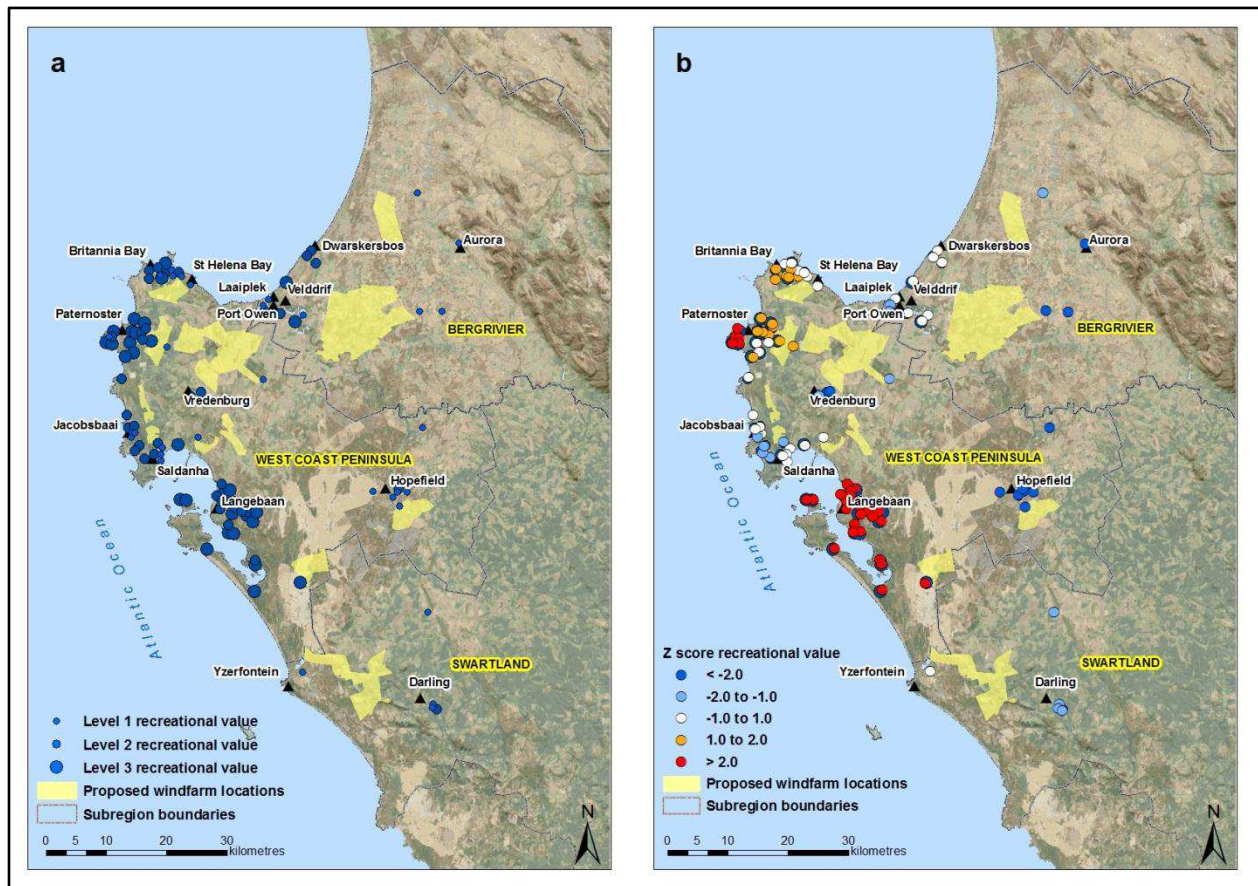 a
Britannia Bay
St Helena Bay
Dwarskersbos
Aurora
Laaiplek
Velddrif
Port Owen
Paternoster
BERGRIVIER
Vredenburg
Jacobsbaai
Saldanha
WEST COAST PENINSULA
Hopefield
Langebaan
Atlantic Ocean
SWARTLAND
Yzerfontein
Darling
Level 1 recreational value
Level 2 recreational value
Level 3 recreational value
Proposed windfarm locations
Subregion boundaries
N
0 10 20 30
kilometres
b
Britannia Bay
St Helena Bay
Dwarskersbos
Aurora
Laaiplek
Velddrif
Port Owen
Paternoster
BERGRIVIER
Vredenburg
Jacobsbaai
Saldanha
WEST COAST PENINSULA
Hopefield
Langebaan
Atlantic Ocean
SWARTLAND
Yzerfontein
Darling
Z score recreational value
< -2.0
-2.0 to -1.0
-1.0 to 1.0
1.0 to 2.0
> 2.0
Proposed windfarm locations
Subregion boundaries
N
0 10 20 30
kilometres